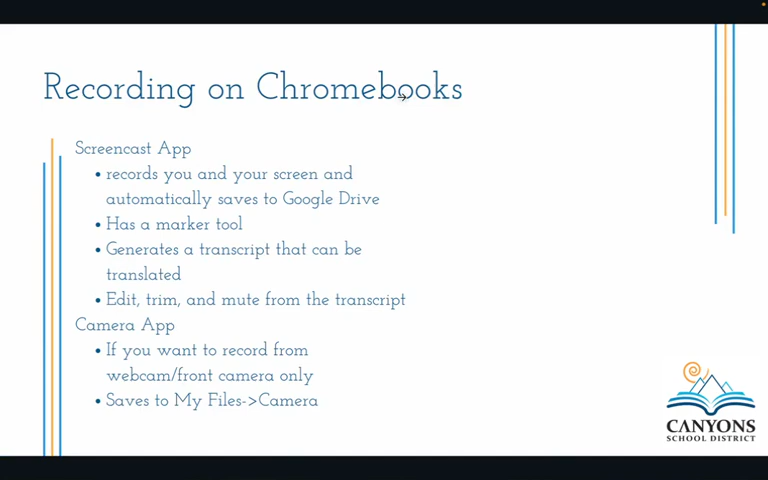 Recording on Chromebooks
Screencast App
• records you and your screen and
automatically saves to Google Drive
• Has a marker tool
• Generates a transcript that can be
translated
• Edit, trim, and mute from the transcript
Camera App
• If you want to record from
webcam/front camera only
• Saves to My Files->Camera
CANYONS
SCHOOL DISTRICT